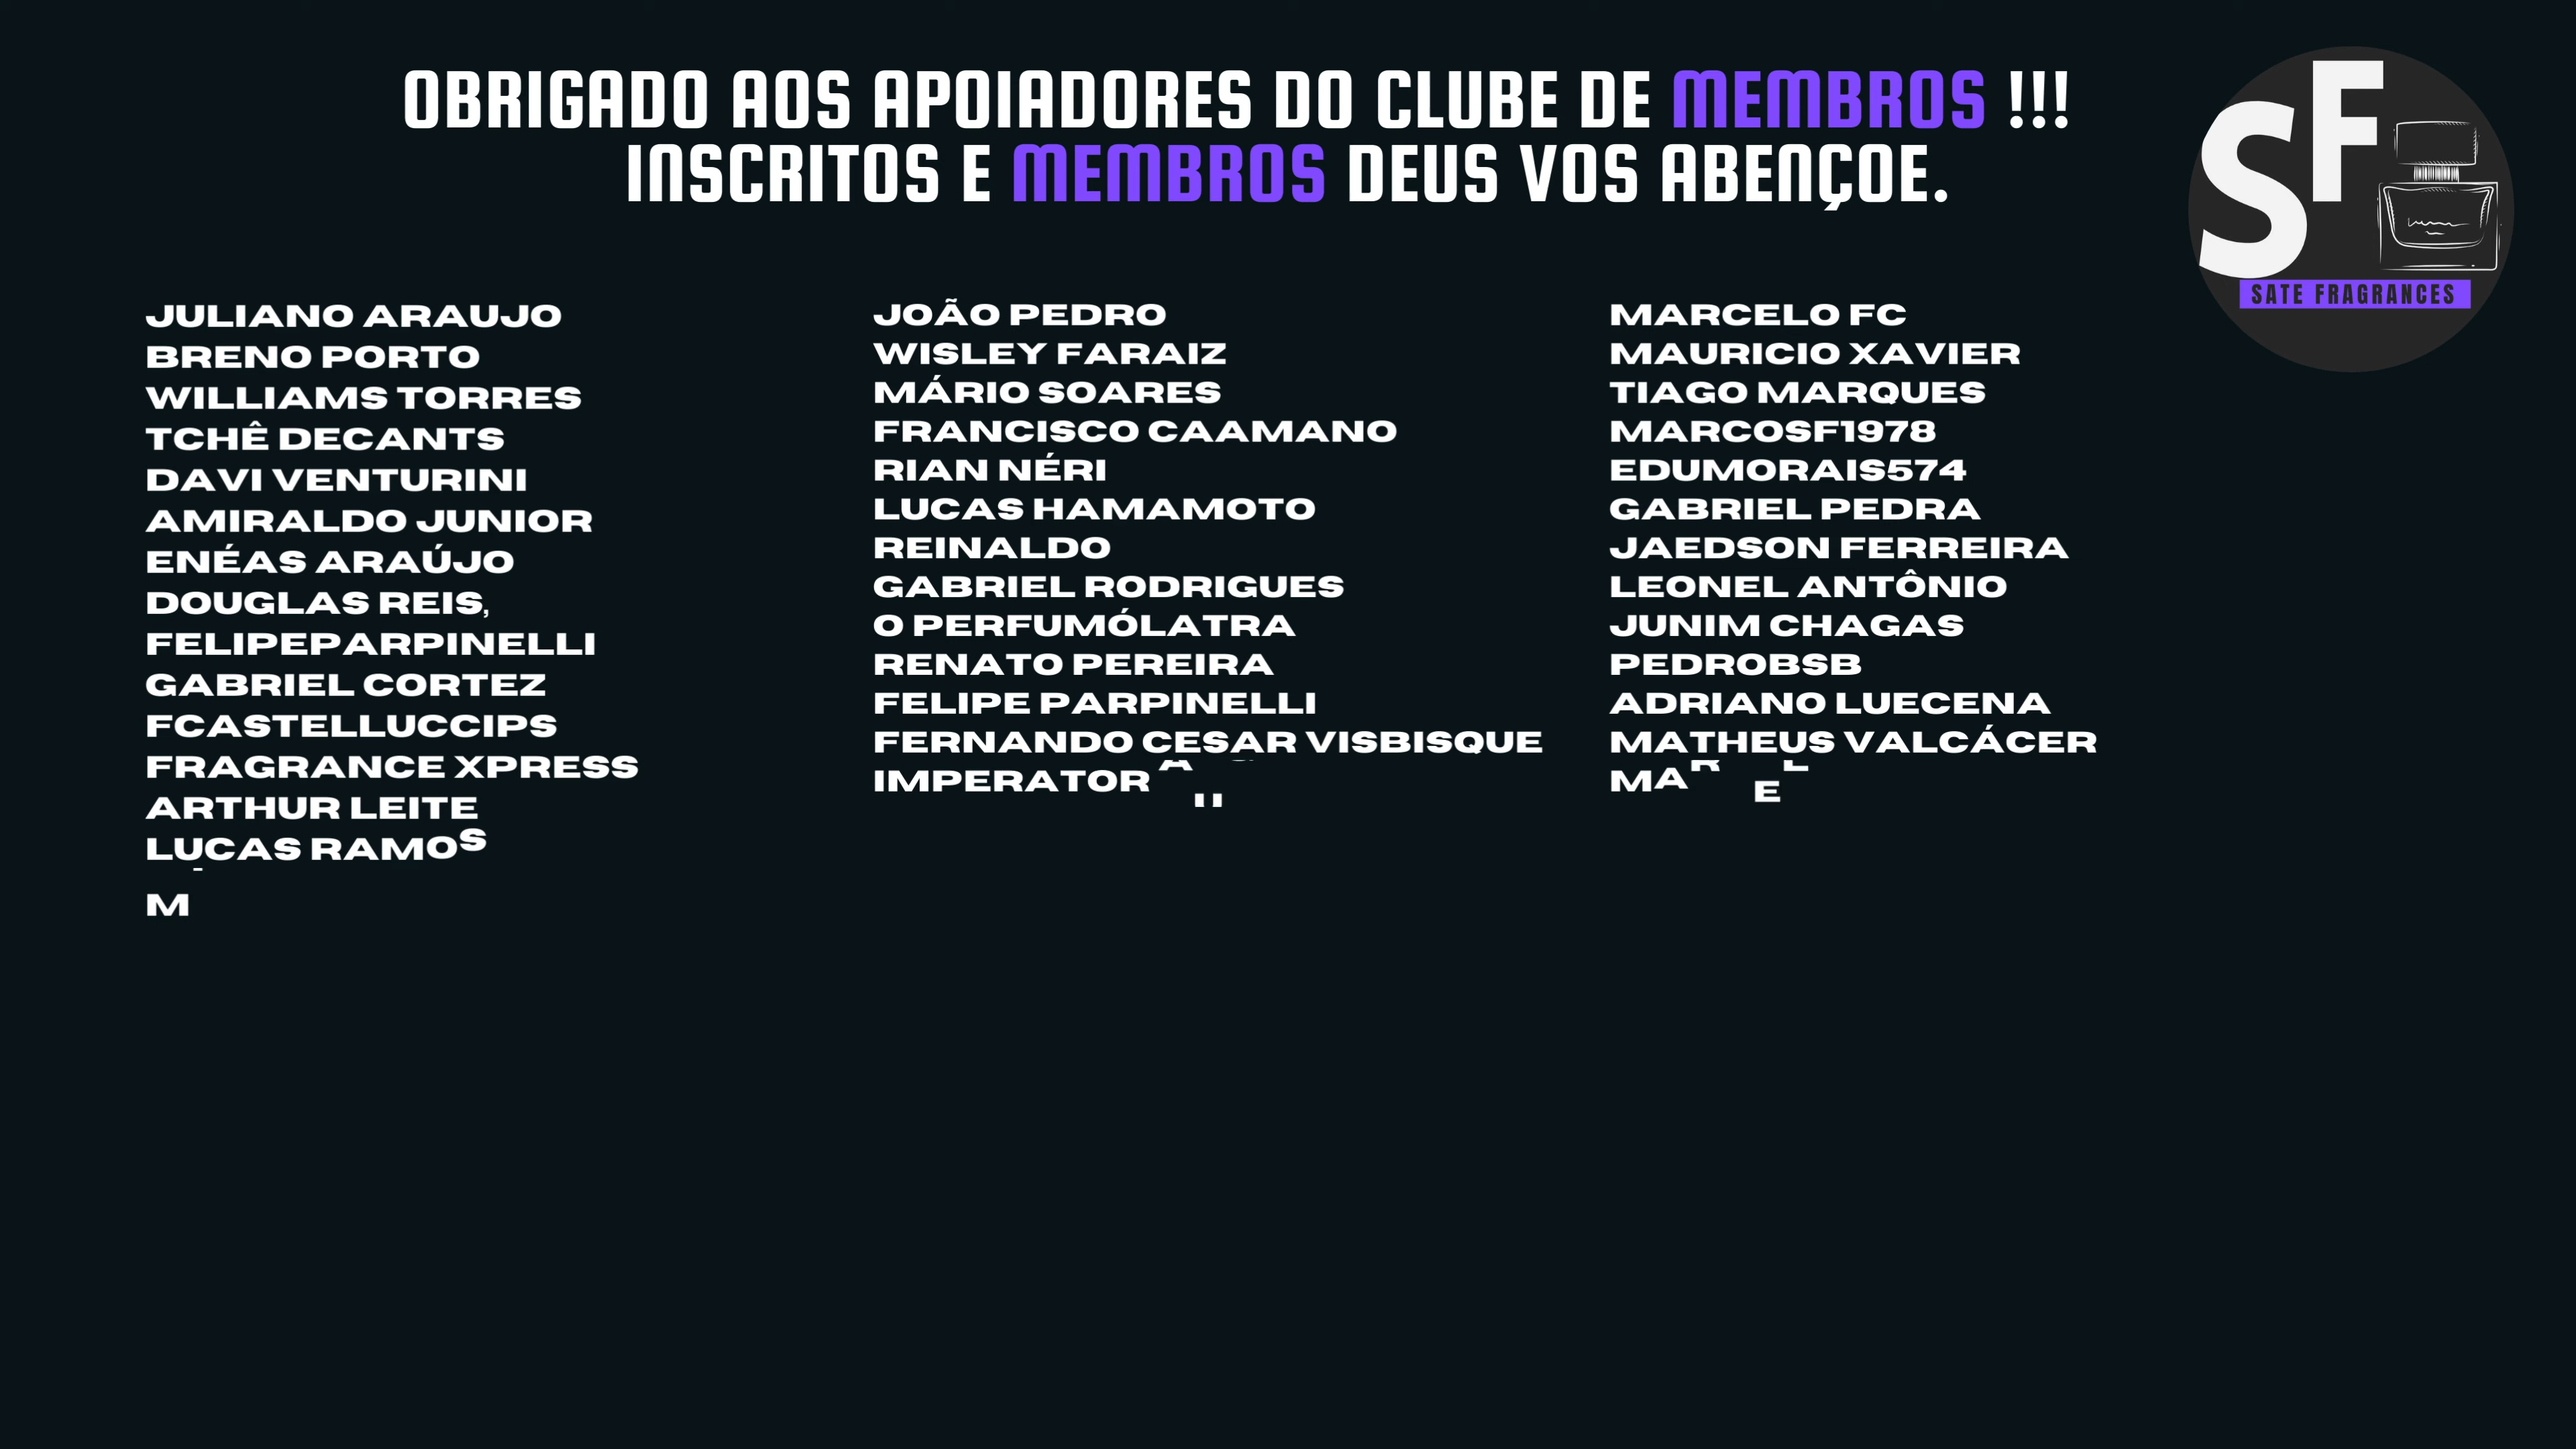 OBRIGADO AOS APOIADORES DO CLUBE DE MEMBROS !!!
INSCRITOS E MEMBROS DEUS VOS ABENÇOE.
SF
SATE FRAGRANCES
JULIANO ARAUJO
BRENO PORTO
WILLIAMS TORRES
TCHÊ DECANTS
DAVI VENTURINI
AMIRALDO JUNIOR
ENÉAS ARAÚJO
DOUGLAS REIS,
FELIPEPARPINELLI
GABRIEL CORTEZ
FCASTELLUCCIPS
FRAGRANCE XPRESS
ARTHUR LEITE
LUCAS RAMOS
M
JOÃO PEDRO
WISLEY FARAIZ
MÁRIO SOARES
FRANCISCO CAAMANO
RIAN NÉRI
LUCAS HAMAMOTO
REINALDO
GABRIEL RODRIGUES
O PERFUMÓLATRA
RENATO PEREIRA
FELIPE PARPINELLI
FERNANDO CESAR VISBISQUE
IMPERATOR
MARCELO FC
MAURICIO XAVIER
TIAGO MARQUES
MARCOSF1978
EDUMORAIS574
GABRIEL PEDRA
JAEDSON FERREIRA
LEONEL ANTÔNIO
JUNIM CHAGAS
PEDROBSB
ADRIANO LUECENA
MATHEUS VALCÁCER